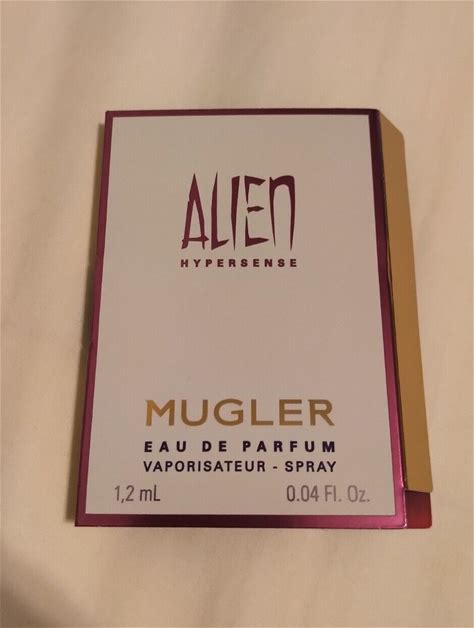 ALIEN
HYPERSENSE
MUGLER
EAU DE PARFUM
VAPORISATEUR - SPRAY
1,2 mL 0.04 Fl. Oz.